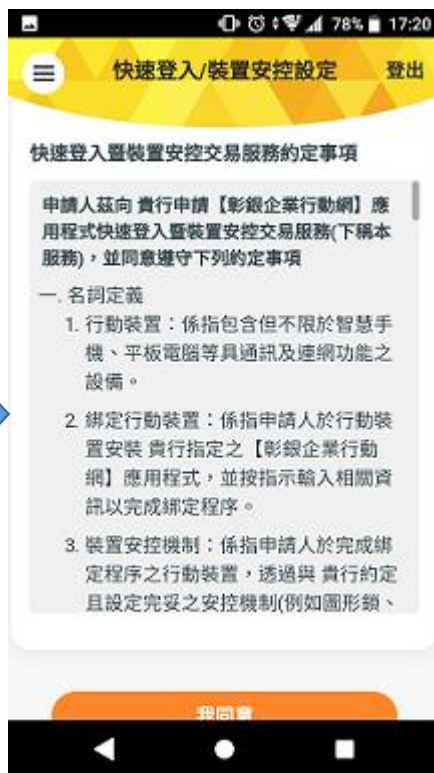 78% 17:20
快速登入/裝置安控設定 登出
快速登入暨裝置安控交易服務約定事項
申請人茲向 貴行申請【彰銀企業行動網】應
用程式快速登入暨裝置安控交易服務(下稱本
服務)，並同意遵守下列約定事項
一. 名詞定義
1. 行動裝置：係指包含但不限於智慧手
機、平板電腦等具通訊及連網功能之
設備。
2. 綁定行動裝置：係指申請人於行動裝
置安裝 貴行指定之【彰銀企業行動
網】應用程式，並按指示輸入相關資
訊以完成綁定程序。
3. 裝置安控機制：係指申請人於完成綁
定程序之行動裝置，透過與 貴行約定
且設定完妥之安控機制(例如圖形鎖、
我同意